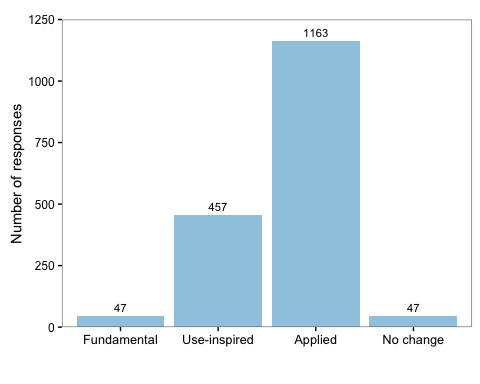 Number of responses
1250
1000
750
500
250
0
47
457
1163
47
Fundamental
Use-inspired
Applied
No change